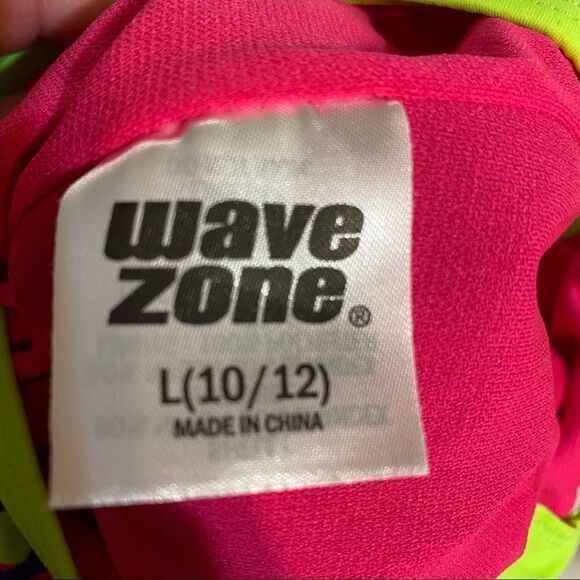 wave
zone®
L(10/12)
MADE IN CHINA